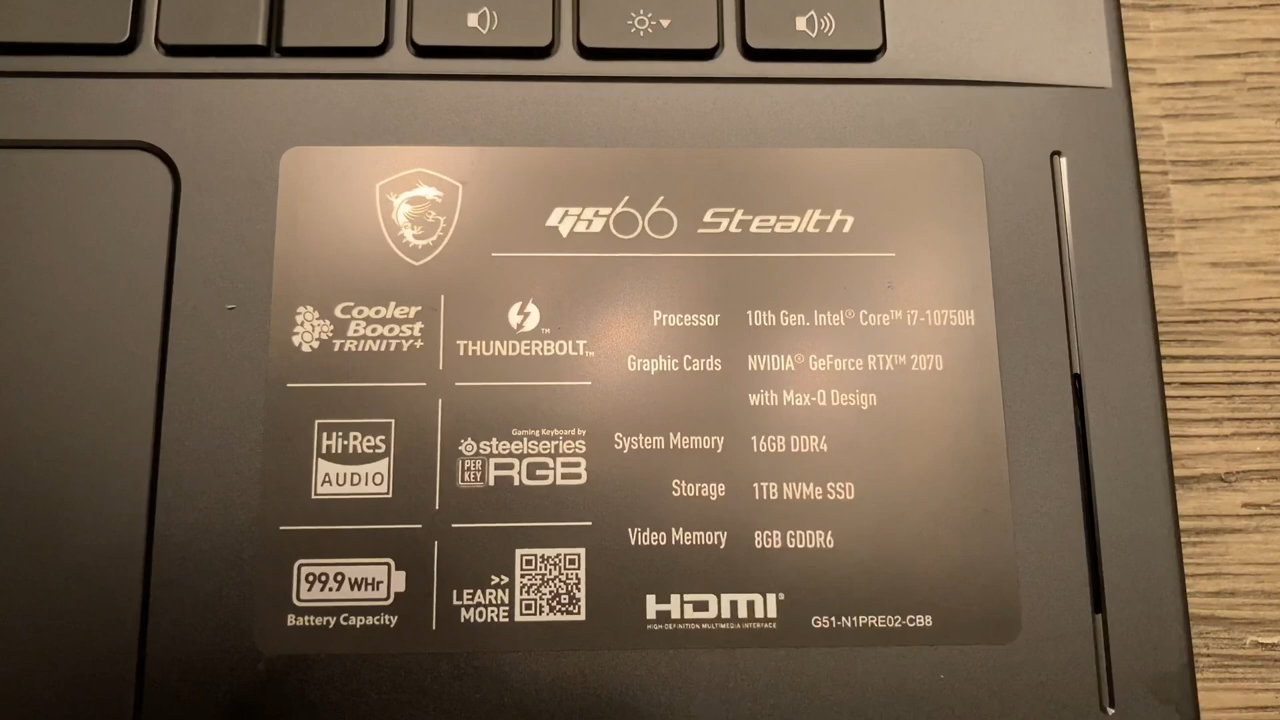 GS66 Stealth
Cooler
Boost
TRINITY+
THUNDERBOLT™
Processor 10th Gen. Intel® Core™ i7-10750H
Graphic Cards NVIDIA® GeForce RTX™ 2070
with Max-Q Design
Hi-Res
AUDIO
Gaming Keyboard by
steelseries
PER
KEY
RGB
System Memory 16GB DDR4
Storage 1TB NVMe SSD
Video Memory 8GB GDDR6
99.9 WHr
Battery Capacity
>>
LEARN
MORE
HDMI®
HIGH-DEFINITION MULTIMEDIA INTERFACE
G51-N1PRE02-CB8